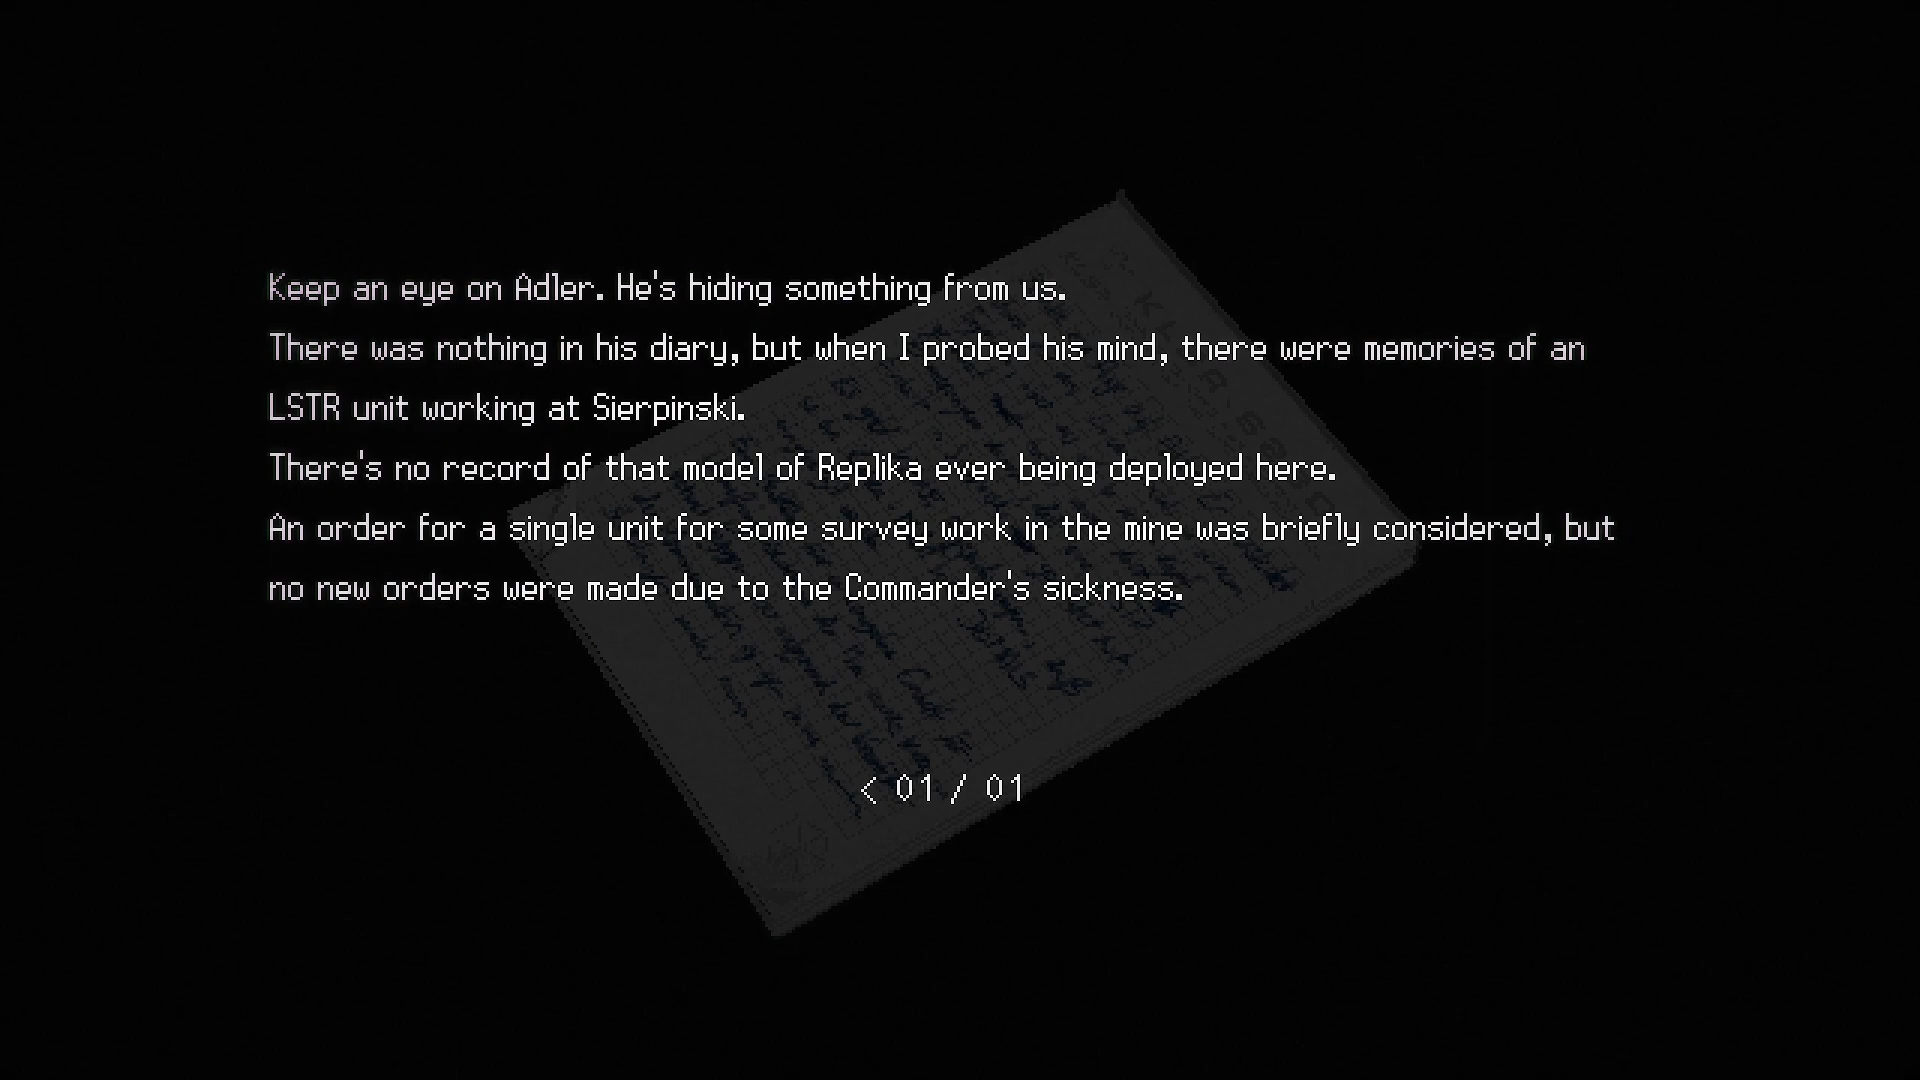 Keep an eye on Adler. He's hiding something from us.
There was nothing in his diary, but when I probed his mind, there were memories of an
LSTR unit working at Sierpinski.
There's no record of that model of Replika ever being deployed here.
An order for a single unit for some survey work in the mine was briefly considered, but
no new orders were made due to the Commander's sickness.
< 01 / 01